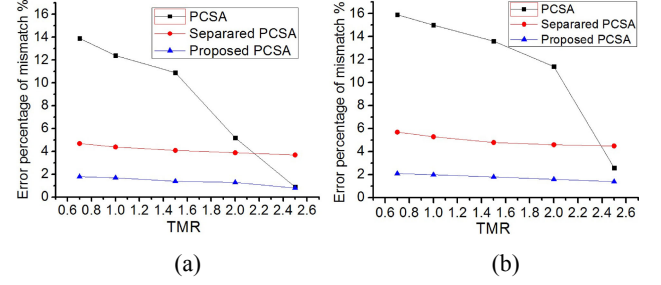 Error percentage of mismatch %
16
14
12
10
8
6
4
2
0
PCSA
Separared PCSA
Proposed PCSA
0.6 0.8 1.0 1.2 1.4 1.6 1.8 2.0 2.2 2.4 2.6
TMR
(a)
Error percentage of mismatch %
16
14
12
10
8
6
4
2
0
PCSA
Separared PCSA
Proposed PCSA
0.6 0.8 1.0 1.2 1.4 1.6 1.8 2.0 2.2 2.4 2.6
TMR
(b)